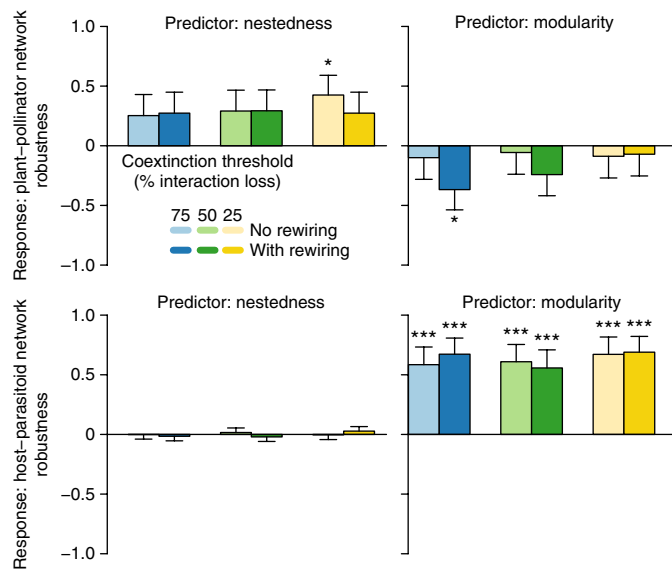 Response: plant–pollinator network
robustness
Predictor: nestedness
1.0
0.5
0
–0.5
–1.0
*
Coextinction threshold
(% interaction loss)
75 50 25
No rewiring
With rewiring
Predictor: modularity
*
Response: host–parasitoid network
robustness
Predictor: nestedness
1.0
0.5
0
–0.5
–1.0
Predictor: modularity
*** *** *** *** *** ***